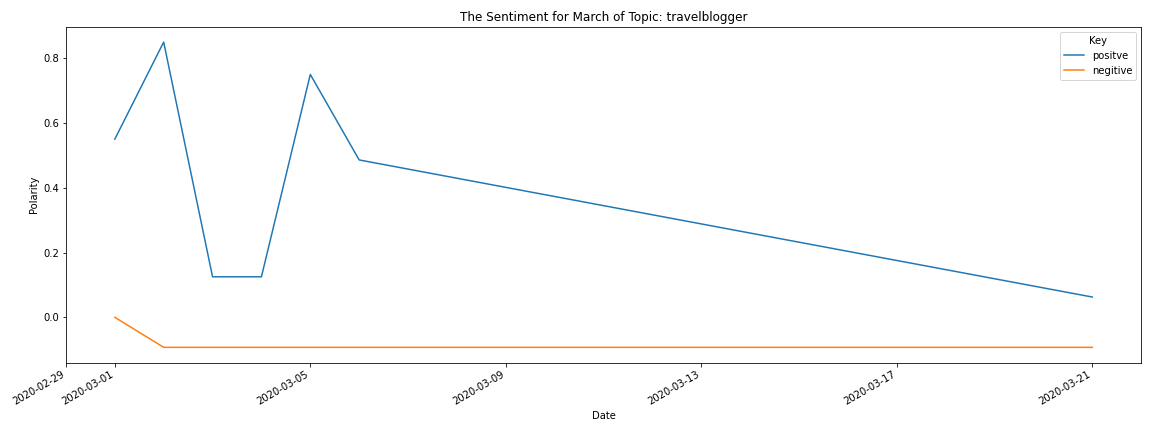 The Sentiment for March of Topic: travelblogger
Key
positve
negitive
Polarity
0.8
0.6
0.4
0.2
0.0
2020-02-29
2020-03-01
2020-03-05
2020-03-09
2020-03-13
2020-03-17
2020-03-21
Date